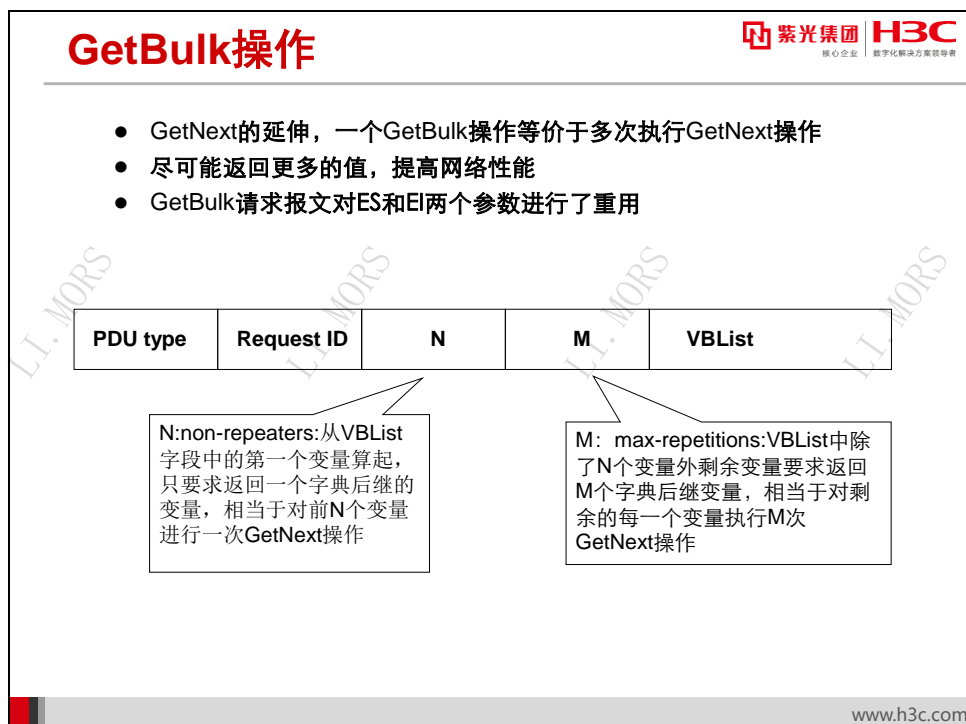 GetBulk操作
紫光集团 H3C
核心企业 数字化解决方案领导者
● GetNext的延伸，一个GetBulk操作等价于多次执行GetNext操作
● 尽可能返回更多的值，提高网络性能
● GetBulk请求报文对ES和EI两个参数进行了重用
LI.MORS LI.MORS LI.MORS LI.MORS
PDU type Request ID N M VBList
N:non-repeaters:从VBList
字段中的第一个变量算起，
只要求返回一个字典后继的
变量，相当于对前N个变量
进行一次GetNext操作
M：max-repetitions:VBList中除
了N个变量外剩余变量要求返回
M个字典后继变量，相当于对剩
余的每一个变量执行M次
GetNext操作
www.h3c.com